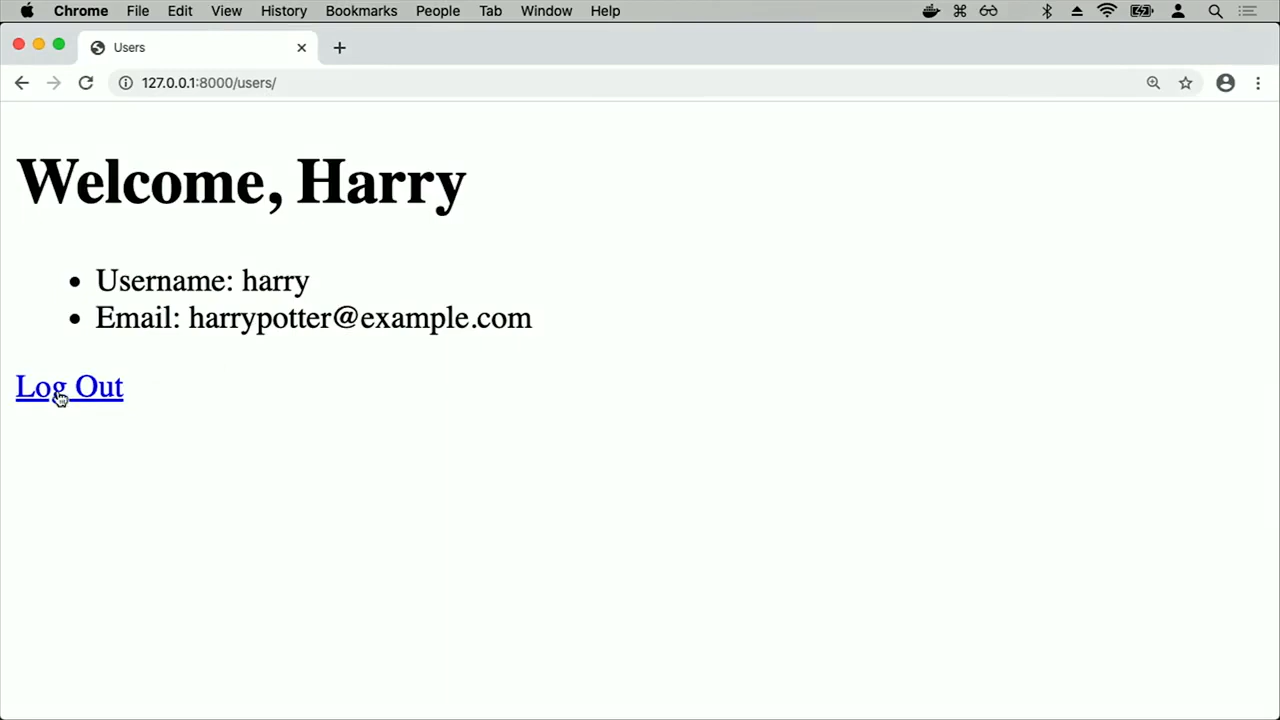 Chrome File Edit View History Bookmarks People Tab Window Help
Users
127.0.0.1:8000/users/
Welcome, Harry
• Username: harry
• Email: harrypotter@example.com
Log Out